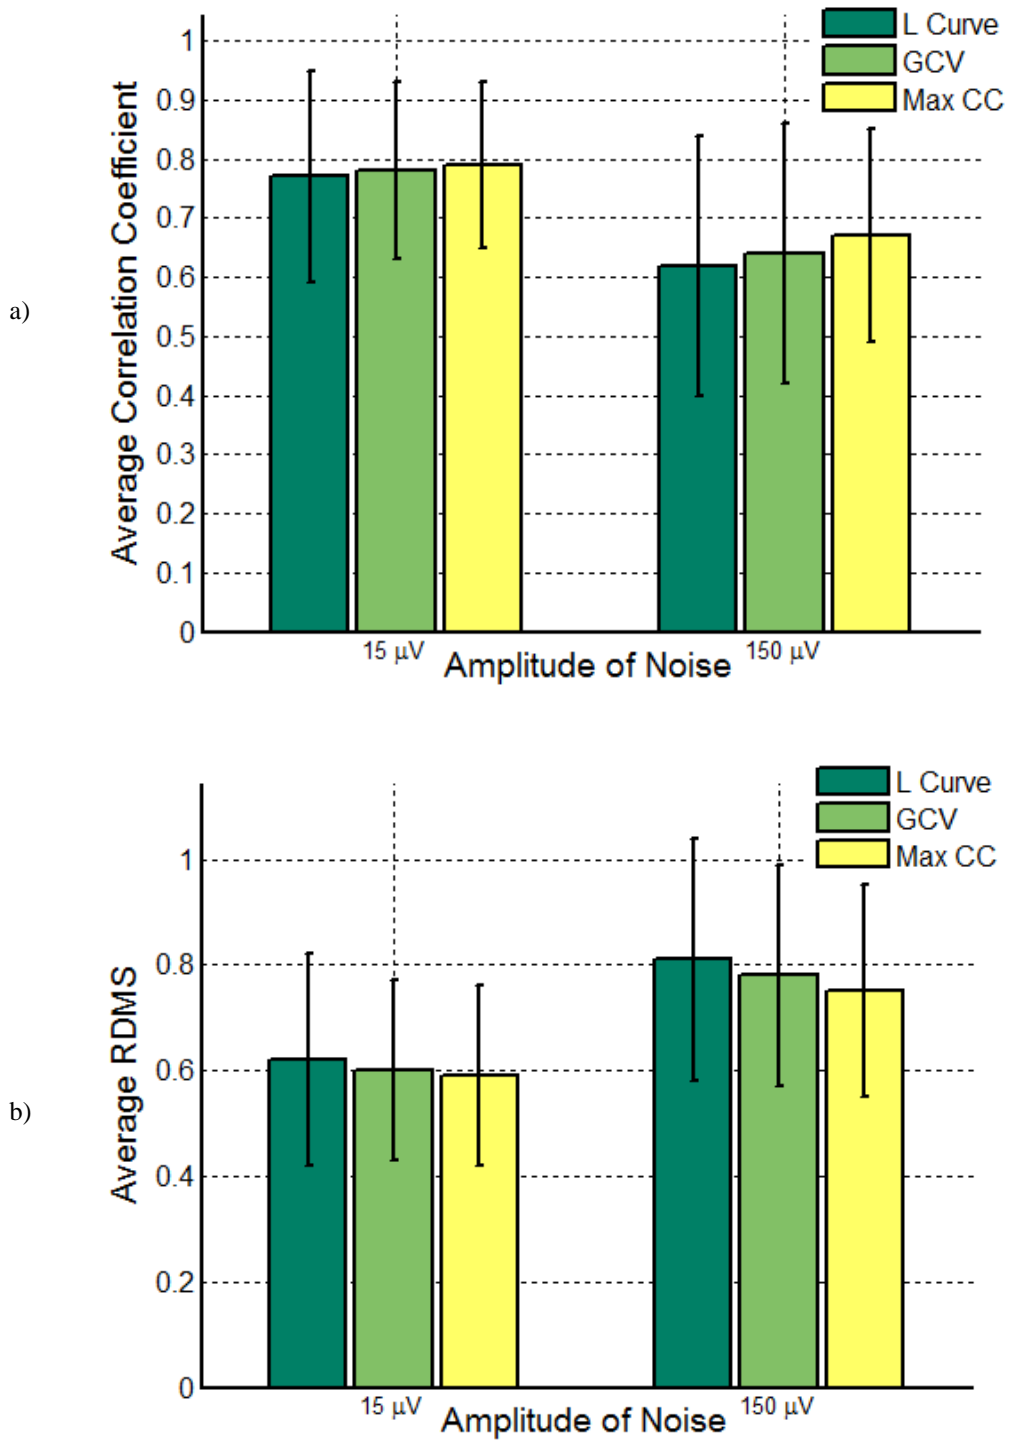 a)
L Curve
GCV
Max CC
Average Correlation Coefficient
1
0.9
0.8
0.7
0.6
0.5
0.4
0.3
0.2
0.1
0
15 μV
150 μV
Amplitude of Noise
b)
L Curve
GCV
Max CC
Average RDMS
1
0.8
0.6
0.4
0.2
0
15 μV
150 μV
Amplitude of Noise